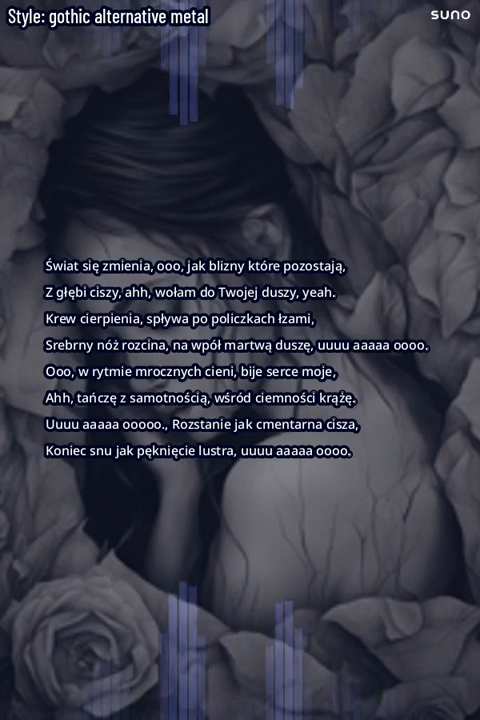 Style: gothic alternative metal
suno
Świat się zmienia, ooo, jak blizny które pozostają,
Z głębi ciszy, ahh, wołam do Twojej duszy, yeah.
Krew cierpienia, spływa po policzkach łzami,
Srebrny nóż rozcina, na wpół martwą duszę, uuuu aaaaa oooo.
Ooo, w rytmie mrocznych cieni, bije serce moje,
Ahh, tańczę z samotnością, wśród ciemności krążę.
Uuuu aaaaa ooooo., Rozstanie jak cmentarna cisza,
Koniec snu jak pęknięcie lustra, uuuu aaaaa oooo.